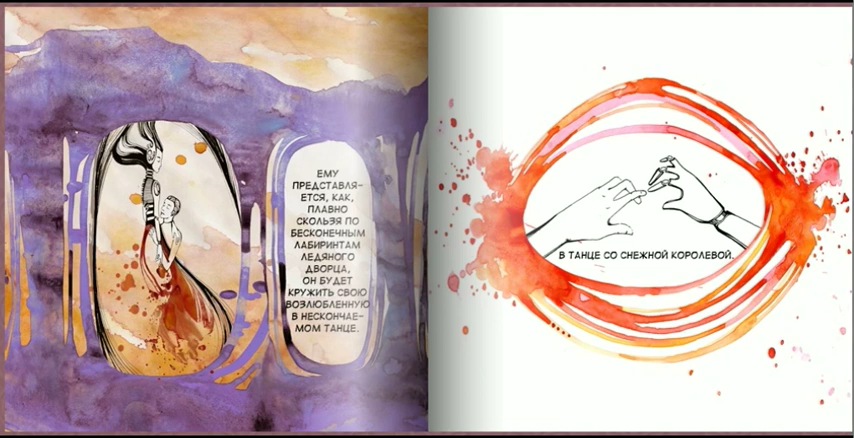 ЕМУ
ПРЕДСТАВЛЯ-
ЕТСЯ, КАК,
ПЛАВНО
СКОЛЬЗЯ ПО
БЕСКОНЕЧНЫМ
ЛАБИРИНТАМ
ЛЕДЯНОГО
ДВОРЦА,
ОН БУДЕТ
КРУЖИТЬ СВОЮ
ВОЗЛЮБЛЕННУЮ
В НЕСКОНЧАЕ-
МОМ ТАНЦЕ.
В ТАНЦЕ СО СНЕЖНОЙ КОРОЛЕВОЙ.